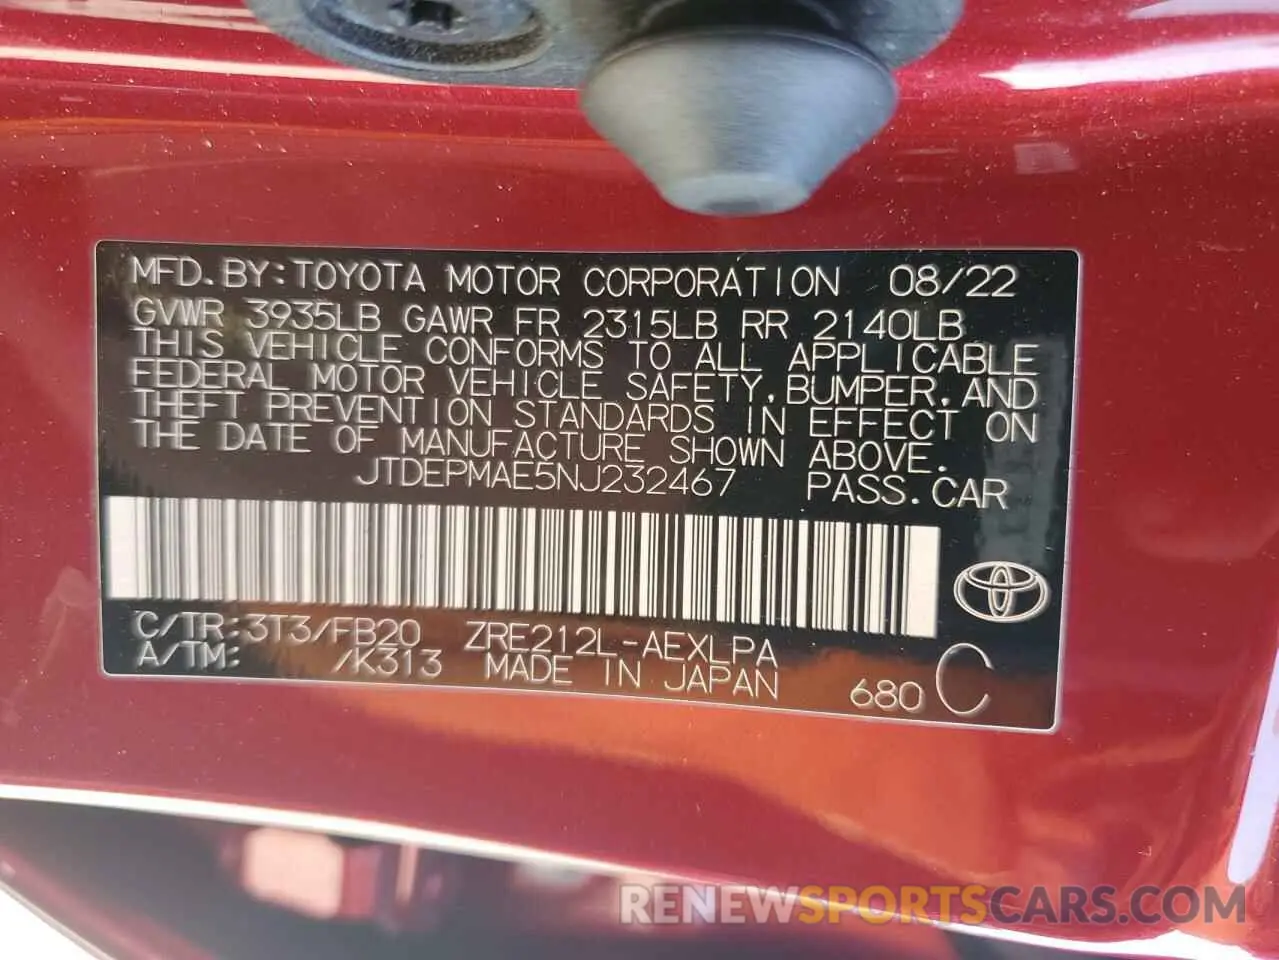 MFD. BY: TOYOTA MOTOR CORPORATION 08/22
GVWR 3935LB GAWR FR 2315LB RR 2140LB
THIS VEHICLE CONFORMS TO ALL APPLICABLE
FEDERAL MOTOR VEHICLE SAFETY, BUMPER, AND
THEFT PREVENTION STANDARDS IN EFFECT ON
THE DATE OF MANUFACTURE SHOWN ABOVE.
JTDEPMAE5NJ232467 PASS. CAR
C/TR: 3T3/FB20 ZRE212L-AEXLPA
A/TM: /K313 MADE IN JAPAN 680 C
RENEWSPORTSCARS.COM